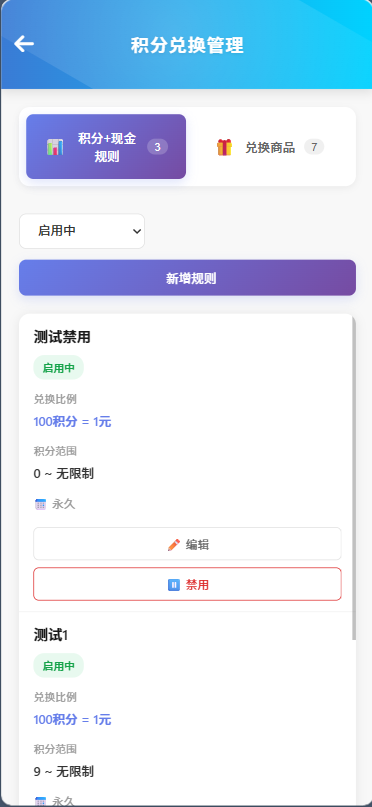 积分兑换管理
积分+现金
规则
3
兑换商品
7
启用中
新增规则
测试禁用
启用中
兑换比例
100积分 = 1元
积分范围
0 ~ 无限制
永久
编辑
禁用
测试1
启用中
兑换比例
100积分 = 1元
积分范围
9 ~ 无限制
永久